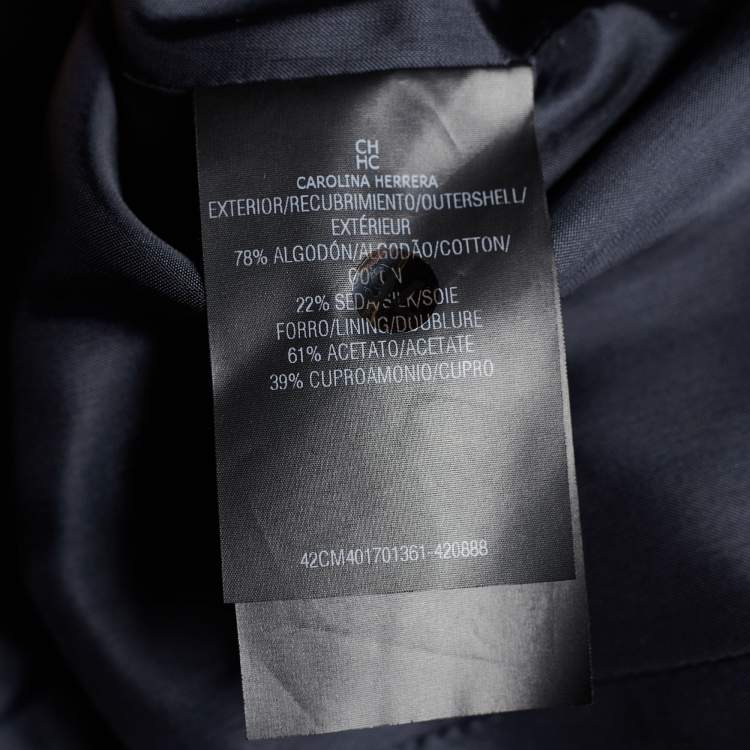 CH
HC
CAROLINA HERRERA
EXTERIOR/RECUBRIMIENTO/OUTERSHELL/
EXTÉRIEUR
78% ALGODÓN/ALGODÃO/COTTON/
22% SEDA/SILK/SOIE
FORRO/LINING/DOUBLURE
61% ACETATO/ACETATE
39% CUPROAMONIO/CUPRO
42CM401701361-420888